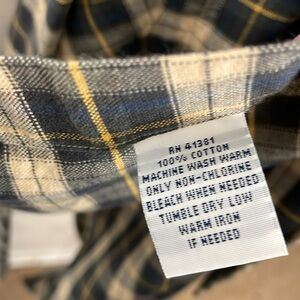 RN 41381
100% COTTON
MACHINE WASH WARM
ONLY NON-CHLORINE
BLEACH WHEN NEEDED
TUMBLE DRY LOW
WARM IRON
IF NEEDED